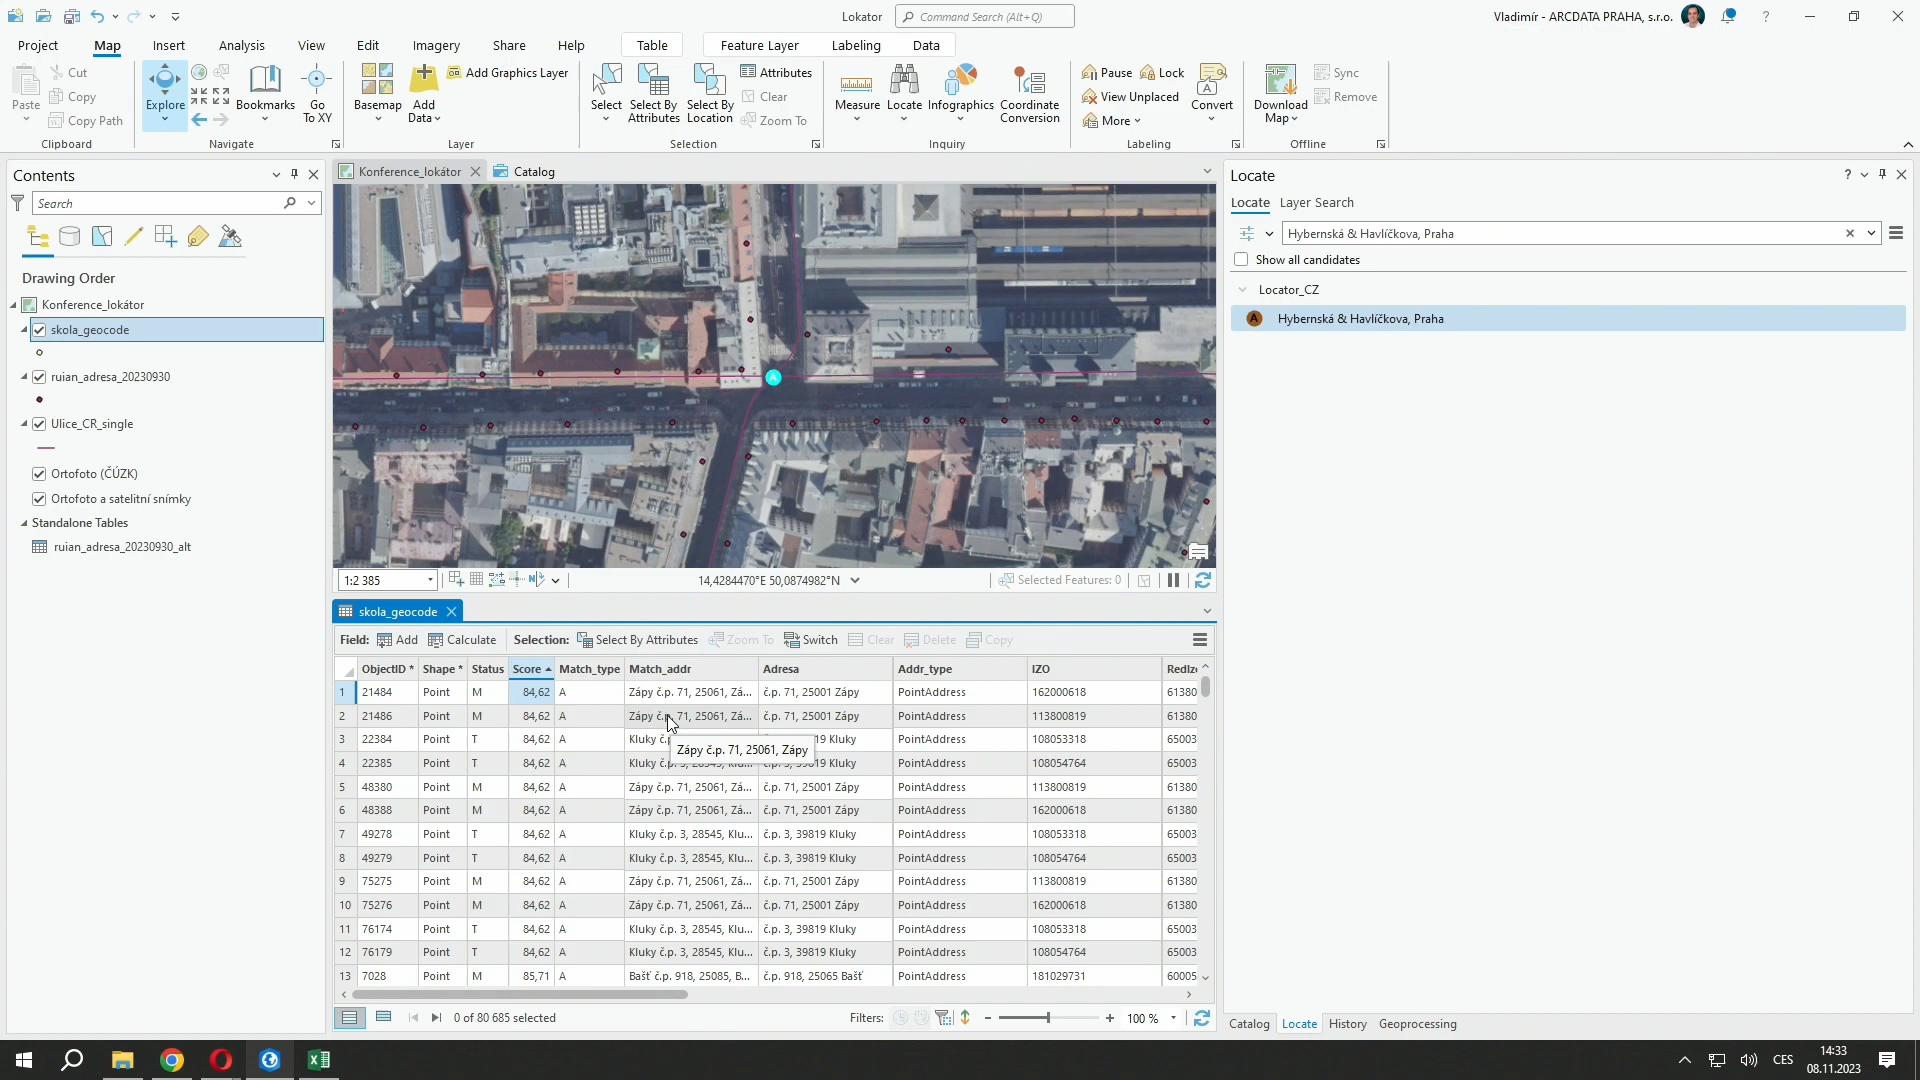 Lokator
Command Search (Alt+Q)
Vladimír - ARCDATA PRAHA, s.r.o.
?
Project Map Insert Analysis View Edit Imagery Share Help Table Feature Layer Labeling Data
Paste
Cut
Copy
Copy Path
Clipboard
Explore
Bookmarks
Go To XY
Navigate
Basemap
Add Data
Add Graphics Layer
Layer
Select
Select By Attributes
Select By Location
Attributes
Clear
Zoom To
Selection
Measure
Locate
Infographics
Coordinate Conversion
Inquiry
Pause Lock
View Unplaced
More
Convert
Labeling
Download Map
Sync
Remove
Offline
Contents
Search
Drawing Order
Konference_lokátor
skola_geocode
ruian_adresa_20230930
Ulice_CR_single
Ortofoto (ČÚZK)
Ortofoto a satelitní snímky
Standalone Tables
ruian_adresa_20230930_alt
Konference_lokátor Catalog
A
1:2 385
14,4284470°E 50,0874982°N
Selected Features: 0
skola_geocode
Field: Add Calculate Selection: Select By Attributes Zoom To Switch Clear Delete Copy
ObjectID * Shape * Status Score Match_type Match_addr Adresa Addr_type IZO RedIz
1 21484 Point M 84,62 A Zápy č.p. 71, 25061, Zá... č.p. 71, 25001 Zápy PointAddress 162000618 61380
2 21486 Point M 84,62 A Zápy č.p. 71, 25061, Zá... č.p. 71, 25001 Zápy PointAddress 113800819 61380
3 22384 Point T 84,62 A Kluky č.p 19 Kluky PointAddress 108053318 65003
Zápy č.p. 71, 25061, Zápy
4 22385 Point T 84,62 A Kluky č.p. 3, 28545, Klu... č.p. 3, 39819 Kluky PointAddress 108054764 65003
5 48380 Point M 84,62 A Zápy č.p. 71, 25061, Zá... č.p. 71, 25001 Zápy PointAddress 113800819 61380
6 48388 Point M 84,62 A Zápy č.p. 71, 25061, Zá... č.p. 71, 25001 Zápy PointAddress 162000618 61380
7 49278 Point T 84,62 A Kluky č.p. 3, 28545, Klu... č.p. 3, 39819 Kluky PointAddress 108053318 65003
8 49279 Point T 84,62 A Kluky č.p. 3, 28545, Klu... č.p. 3, 39819 Kluky PointAddress 108054764 65003
9 75275 Point M 84,62 A Zápy č.p. 71, 25061, Zá... č.p. 71, 25001 Zápy PointAddress 113800819 61380
10 75276 Point M 84,62 A Zápy č.p. 71, 25061, Zá... č.p. 71, 25001 Zápy PointAddress 162000618 61380
11 76174 Point T 84,62 A Kluky č.p. 3, 28545, Klu... č.p. 3, 39819 Kluky PointAddress 108053318 65003
12 76179 Point T 84,62 A Kluky č.p. 3, 28545, Klu... č.p. 3, 39819 Kluky PointAddress 108054764 65003
13 7028 Point M 85,71 A Bašť č.p. 918, 25085, B... č.p. 918, 25065 Bašť PointAddress 181029731 60005
0 of 80 685 selected
Filters: 100 %
Locate
?
Locate Layer Search
Hybernská & Havlíčkova, Praha
Show all candidates
Locator_CZ
A Hybernská & Havlíčkova, Praha
Catalog Locate History Geoprocessing
CES
14:33
08.11.2023